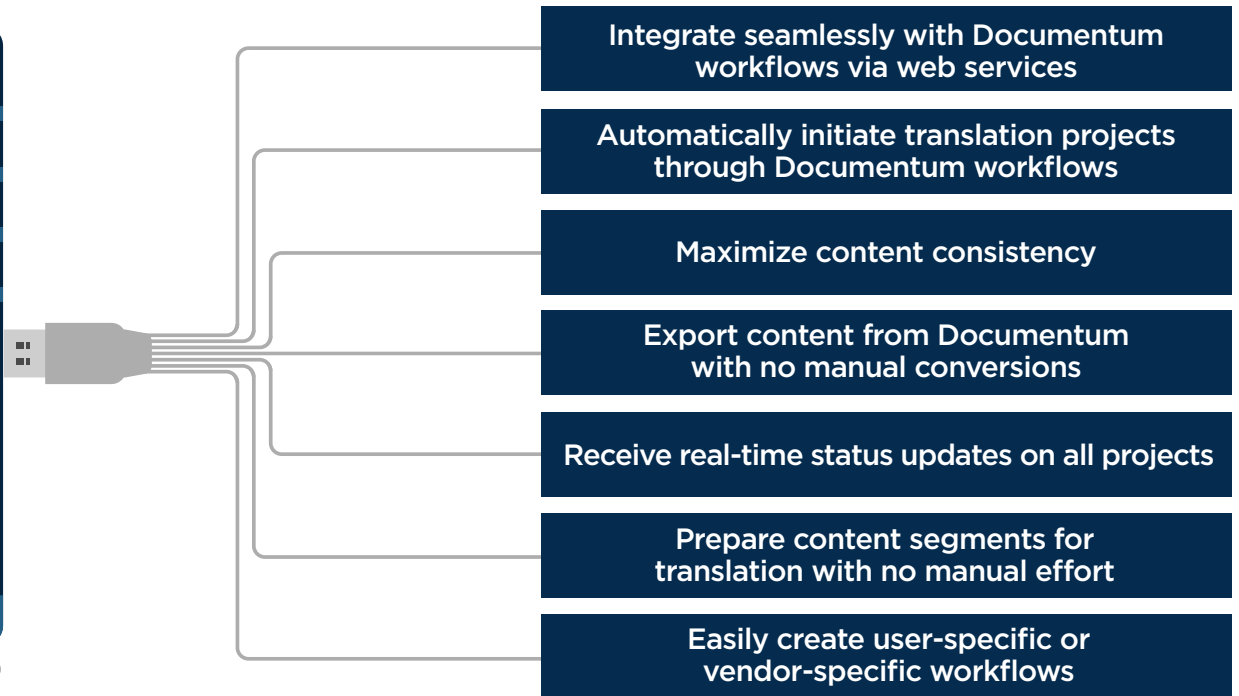 Integrate seamlessly with Documentum
workflows via web services
Automatically initiate translation projects
through Documentum workflows
Maximize content consistency
Export content from Documentum
with no manual conversions
Receive real-time status updates on all projects
Prepare content segments for
translation with no manual effort
Easily create user-specific or
vendor-specific workflows